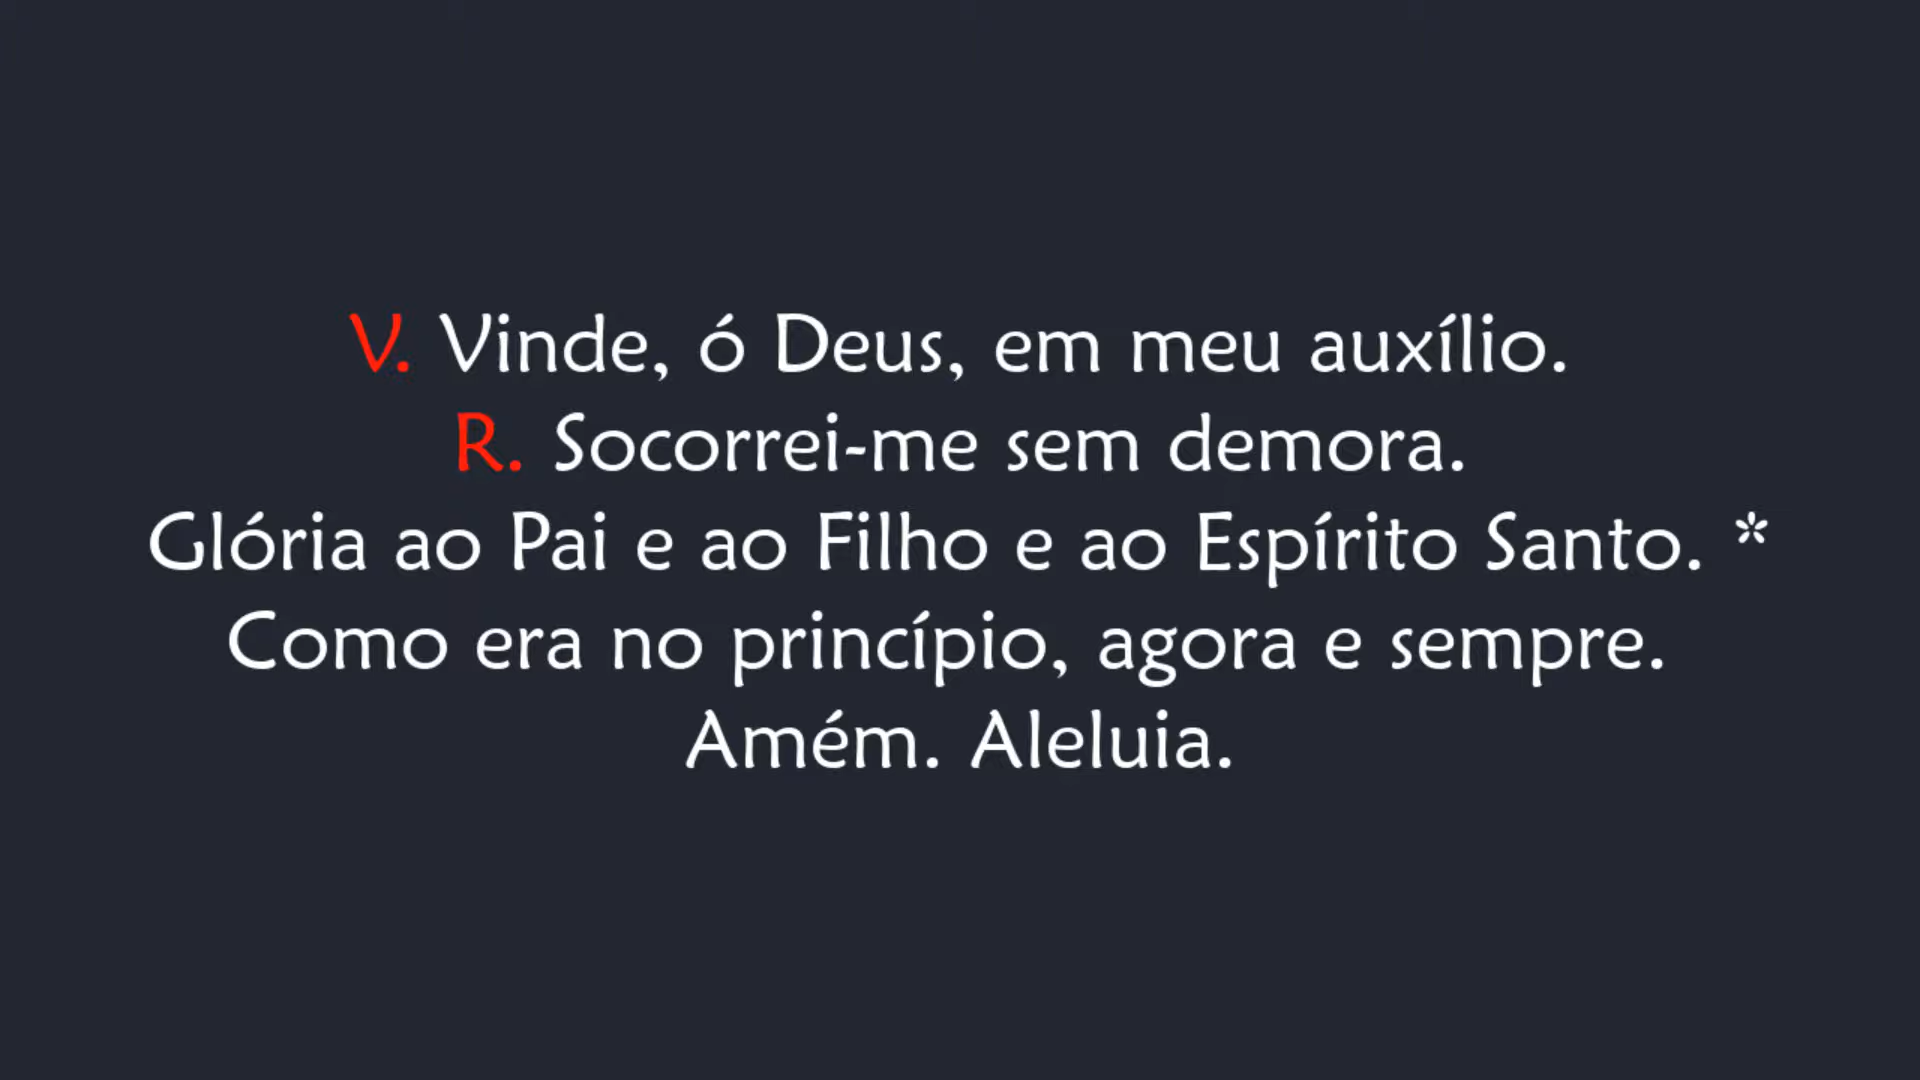 V. Vinde, ó Deus, em meu auxílio.
R. Socorrei-me sem demora.
Glória ao Pai e ao Filho e ao Espírito Santo. *
Como era no princípio, agora e sempre.
Amém. Aleluia.